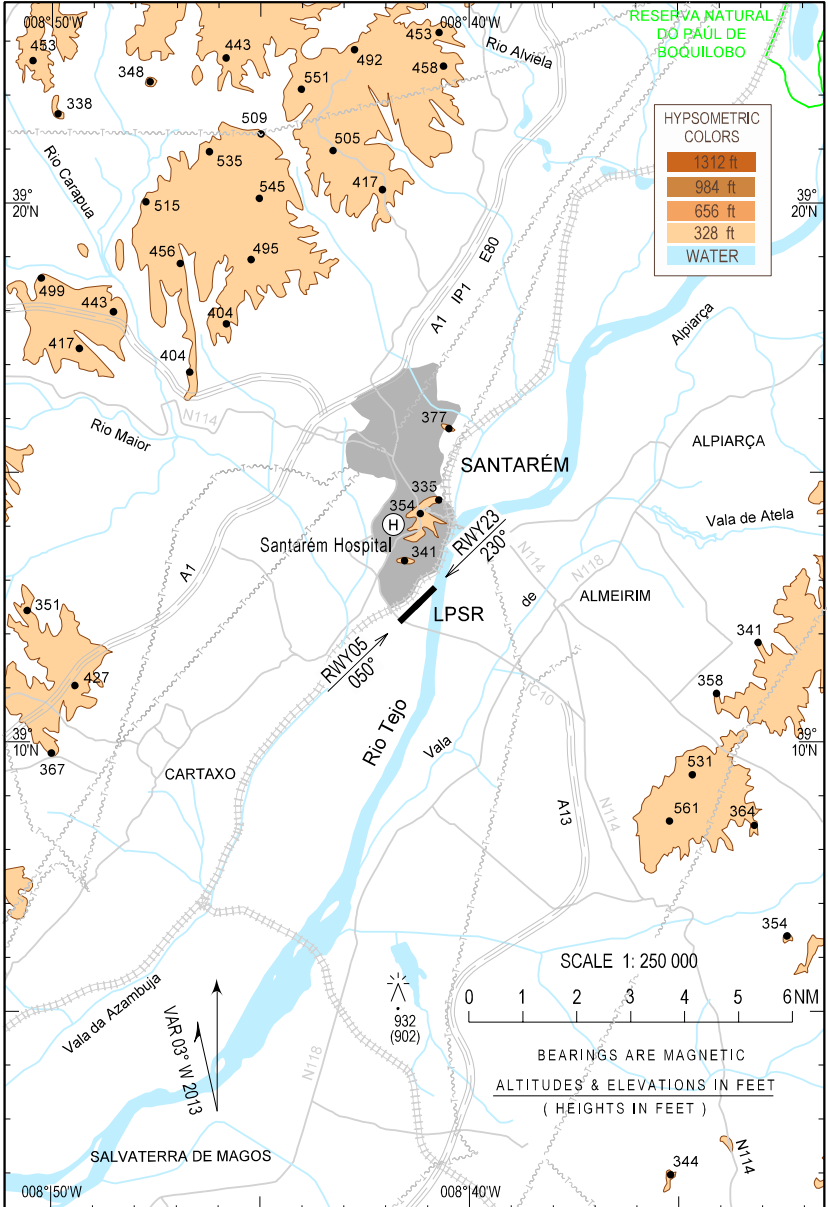 008°50'W
008°40'W
RESERVA NATURAL
DO PAÚL DE
BOQUILOBO
453
443
492
453
458
Rio Alviela
348
551
338
509
HYPSOMETRIC
COLORS
1312 ft
984 ft
656 ft
328 ft
WATER
Rio Carapua
535
505
39°
20'N
515
545
417
39°
20'N
456
495
A1 IP1 E80
499
443
404
417
404
Alpiarça
N114
Rio Maior
377
SANTARÉM
ALPIARÇA
335
354
H
Vala de Atela
Santarém Hospital
341
RWY23
230°
N114
N118
A1
351
LPSR
de
ALMEIRIM
341
RWY05
050°
427
358
IC10
39°
10'N
367
Rio Tejo
Vala
39°
10'N
CARTAXO
531
561
364
A13
N114
354
SCALE 1: 250 000
0 1 2 3 4 5 6NM
Vala da Azambuja
VAR 03° W 2013
932
(902)
N118
BEARINGS ARE MAGNETIC
ALTITUDES & ELEVATIONS IN FEET
( HEIGHTS IN FEET )
SALVATERRA DE MAGOS
344
N114
008°50'W
008°40'W